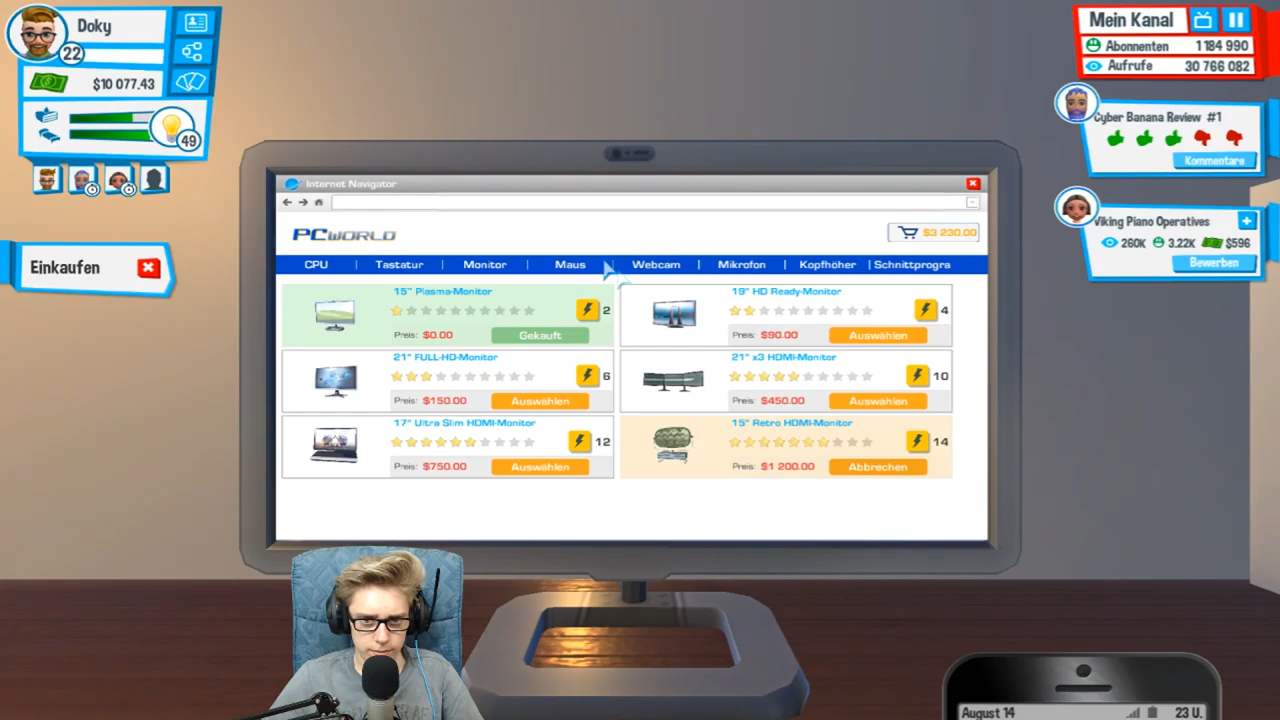 Doky
22
$10 077.43
49
Einkaufen
Mein Kanal
Abonnenten 1 184 990
Aufrufe 30 766 082
Cyber Banana Review #1
Kommentare
Viking Piano Operatives
260K 3.22K $596
Bewerben
Internet Navigator
PCWORLD
$3 230.00
CPU | Tastatur | Monitor | Maus | Webcam | Mikrofon | Kopfhöher | Schnittprogra
15" Plasma-Monitor
2
Preis: $0.00 Gekauft
19" HD Ready-Monitor
4
Preis: $90.00 Auswählen
21" FULL-HD-Monitor
6
Preis: $150.00 Auswählen
21" x3 HDMI-Monitor
10
Preis: $450.00 Auswählen
17" Ultra Slim HDMI-Monitor
12
Preis: $750.00 Auswählen
15" Retro HDMI-Monitor
14
Preis: $1 200.00 Abbrechen
August 14 23 U.